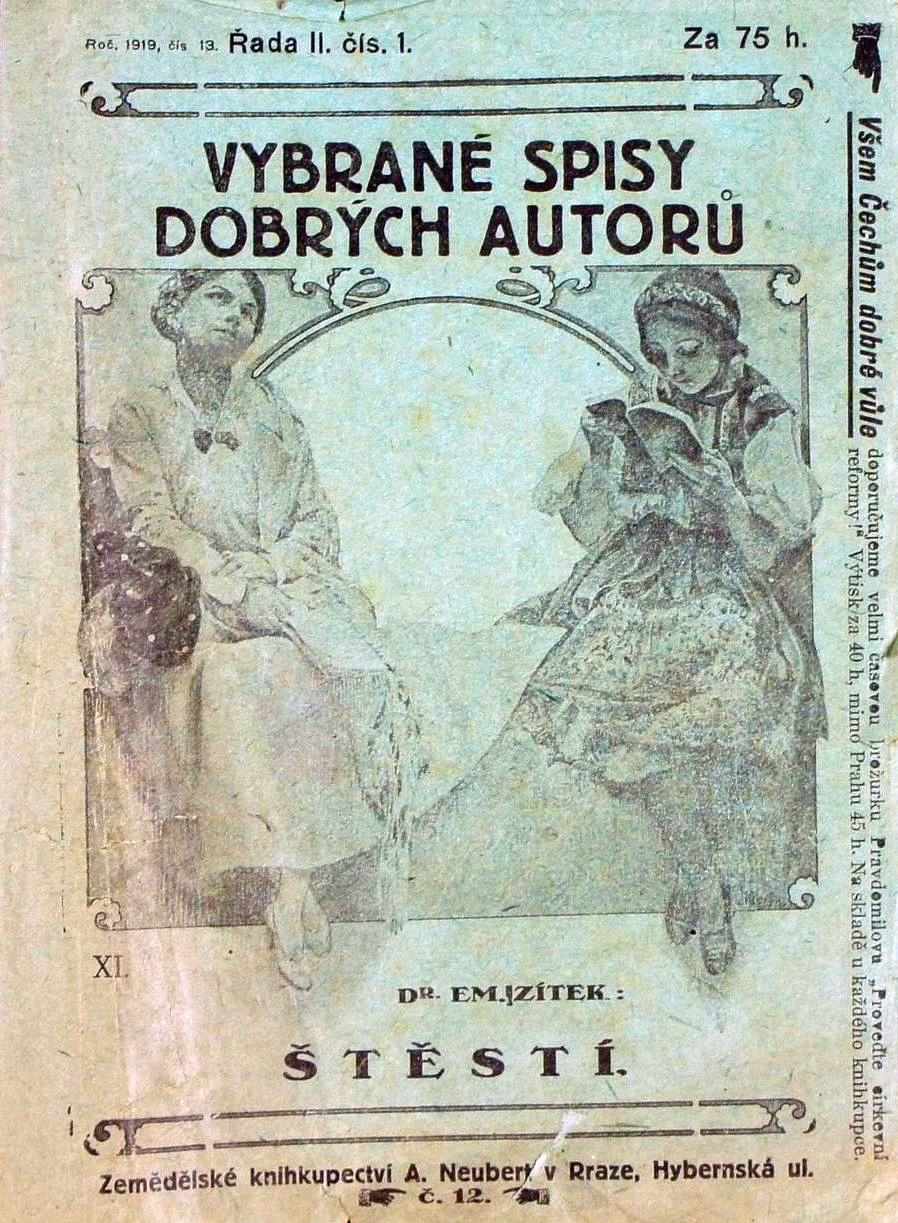 Roč. 1919, čís 13. Řada II. čís. 1.
Za 75 h.
VYBRANÉ SPISY
DOBRÝCH AUTORŮ
XI.
DR. EM. ZÍTEK:
ŠTĚSTÍ.
Zemědělské knihkupectví A. Neubert v Rraze, Hybernská ul.
č. 12.
Všem Čechům dobré vůle doporučujeme velmi časovou brožurku Pravdomilovu „Proveďte církevní
reformy!“ Výtisk za 40 h, mimo Prahu 45 h. Na skladě u každého knihkupce.